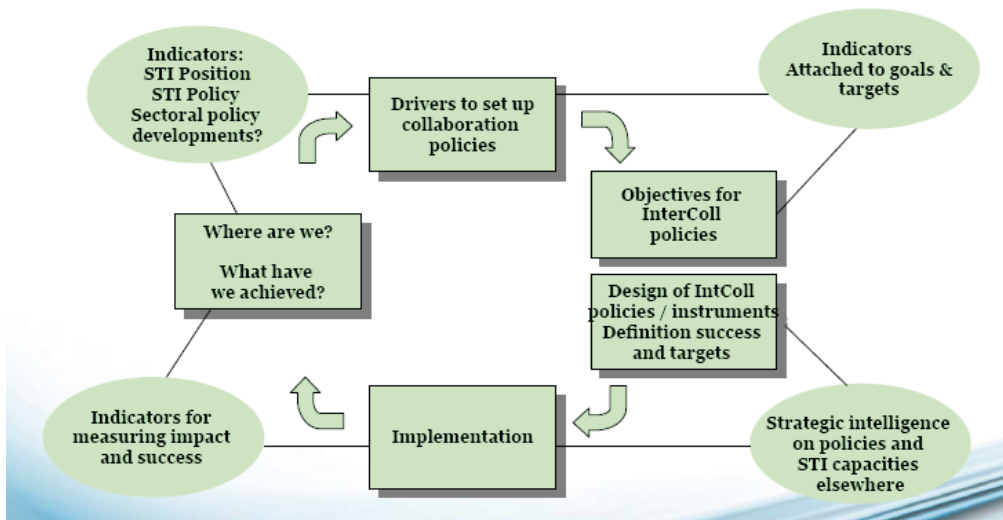 Indicators:
STI Position
STI Policy
Sectoral policy
developments?
Drivers to set up
collaboration
policies
Indicators
Attached to goals &
targets
Objectives for
InterColl
policies
Where are we?
What have
we achieved?
Design of IntColl
policies / instruments
Definition success
and targets
Indicators for
measuring impact
and success
Implementation
Strategic intelligence
on policies and
STI capacities
elsewhere